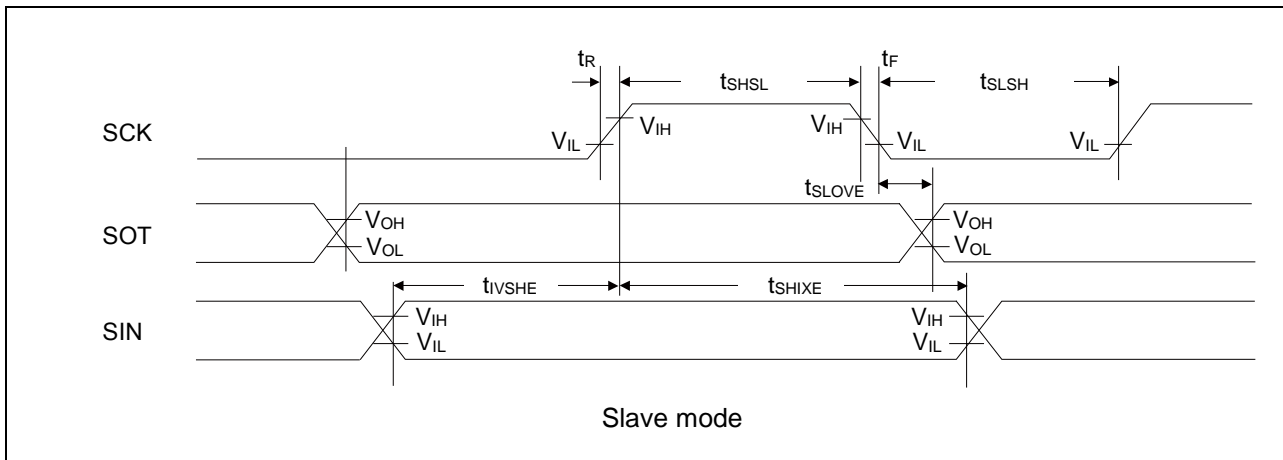 tR tF
tSHSL tSLSH
SCK VIL VIH VIH VIL VIL
tSLOVE
SOT VOH VOH
VOL VOL
tIVSHE tSHIXE
SIN VIH VIH
VIL VIL
Slave mode